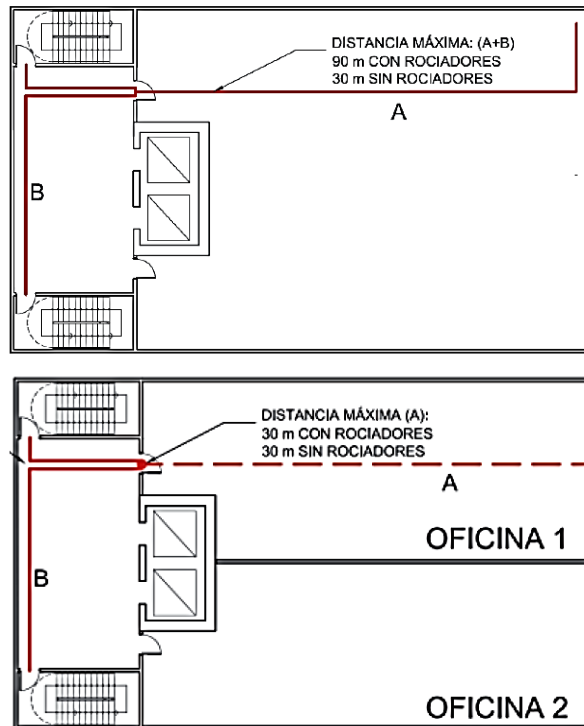 DISTANCIA MÁXIMA: (A+B)
90 m CON ROCIADORES
30 m SIN ROCIADORES
A
B
DISTANCIA MÁXIMA (A):
30 m CON ROCIADORES
30 m SIN ROCIADORES
A
OFICINA 1
B
OFICINA 2